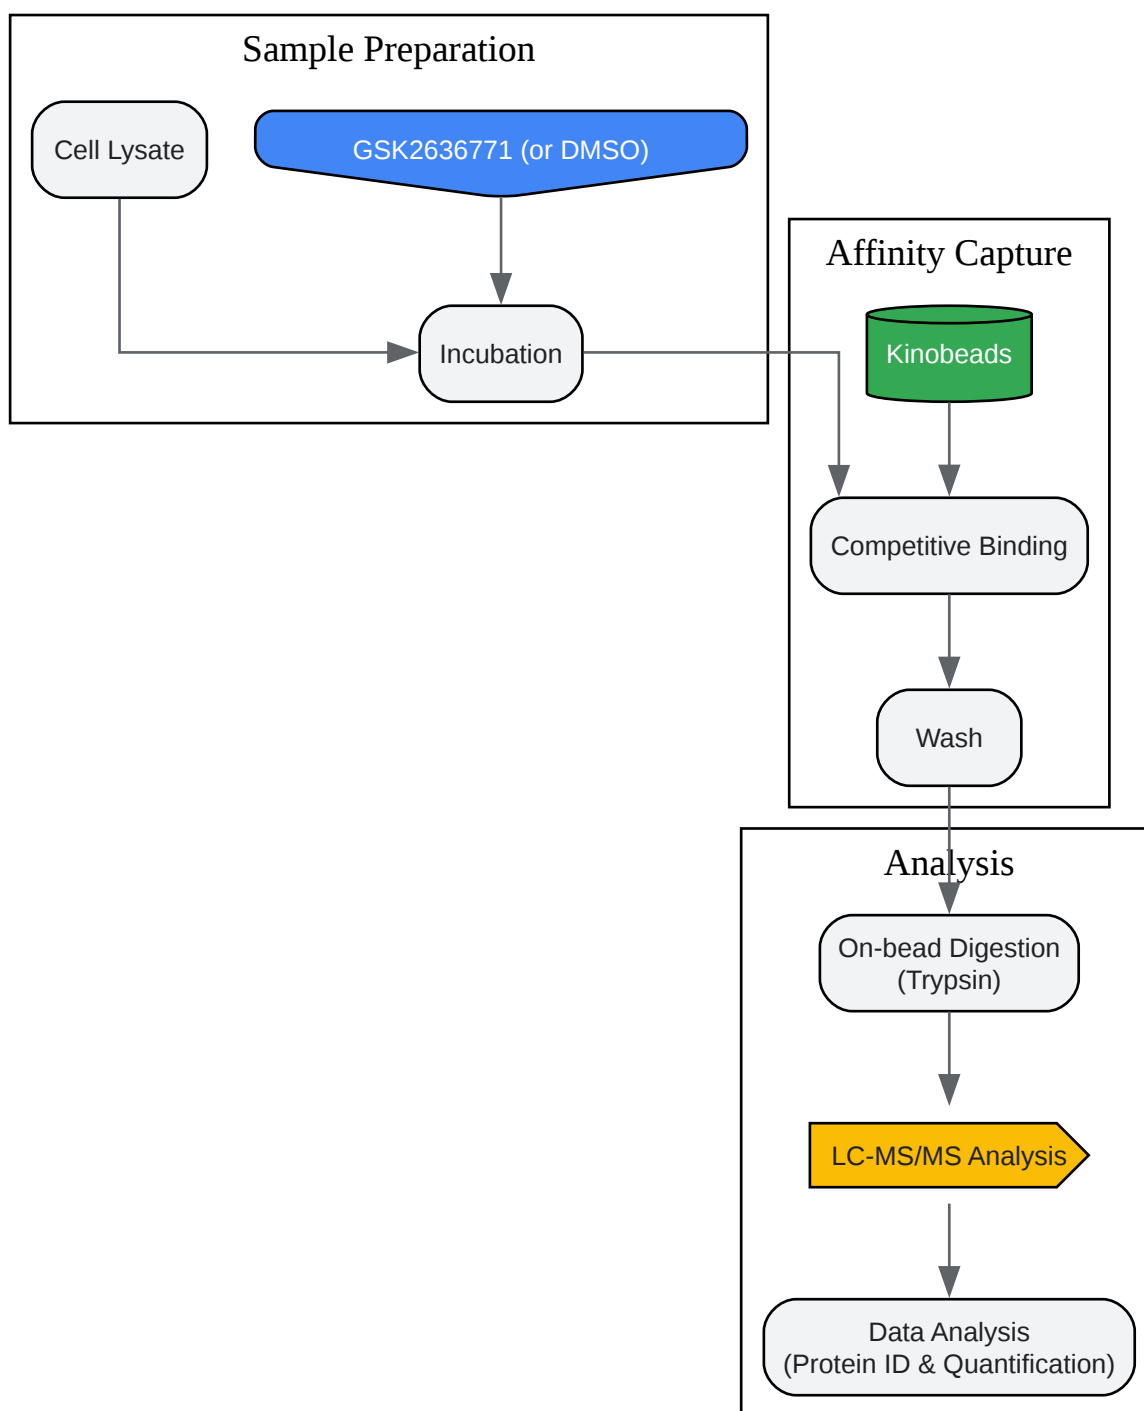 Sample Preparation
Cell Lysate
GSK2636771 (or DMSO)
Incubation
Affinity Capture
Kinobeads
Competitive Binding
Wash
Analysis
On-bead Digestion
(Trypsin)
LC-MS/MS Analysis
Data Analysis
(Protein ID & Quantification)